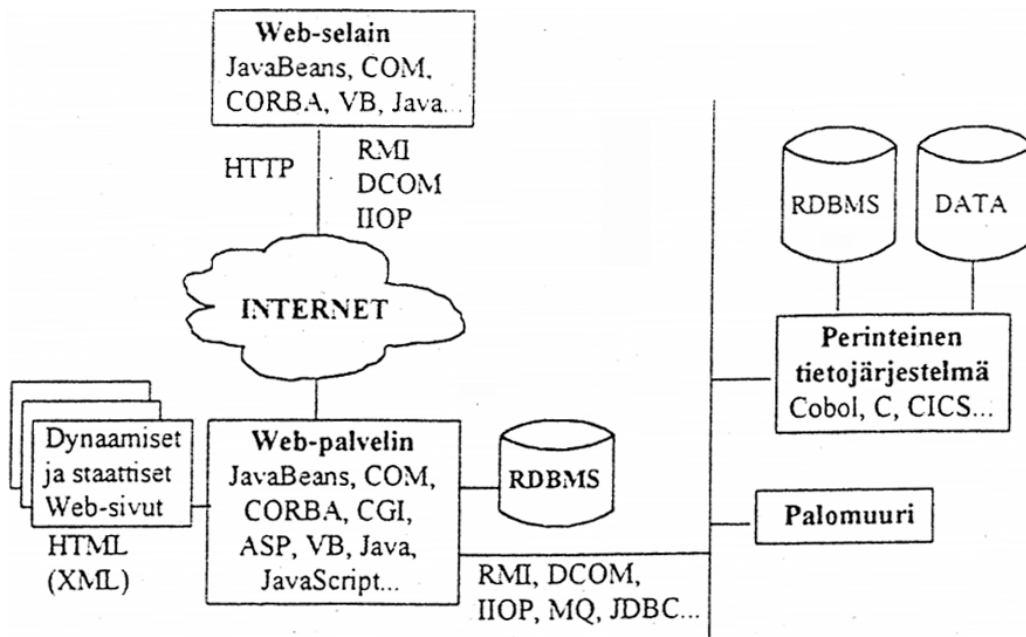 Web-selain
JavaBeans, COM,
CORBA, VB, Java...
HTTP
RMI
DCOM
IIOP
INTERNET
Dynaamiset
ja staattiset
Web-sivut
HTML
(XML)
Web-palvelin
JavaBeans, COM,
CORBA, CGI,
ASP, VB, Java,
JavaScript...
RDBMS
RMI, DCOM,
IIOP, MQ, JDBC...
RDBMS
DATA
Perinteinen
tietojärjestelmä
Cobol, C, CICS...
Palomuuri